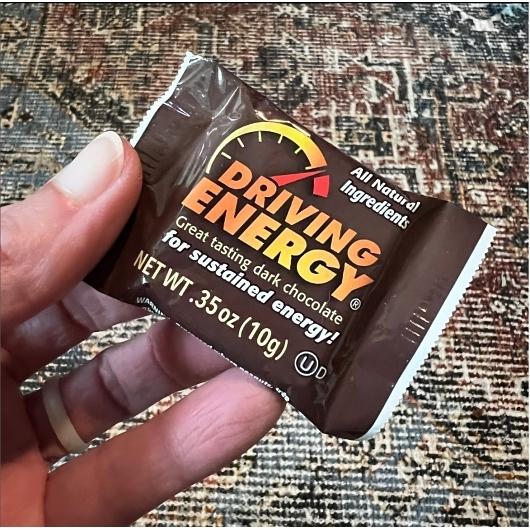 All Natural
Ingredients
DRIVING
ENERGY®
Great tasting dark chocolate
for sustained energy!
NET WT .35 oz (10g)
U D